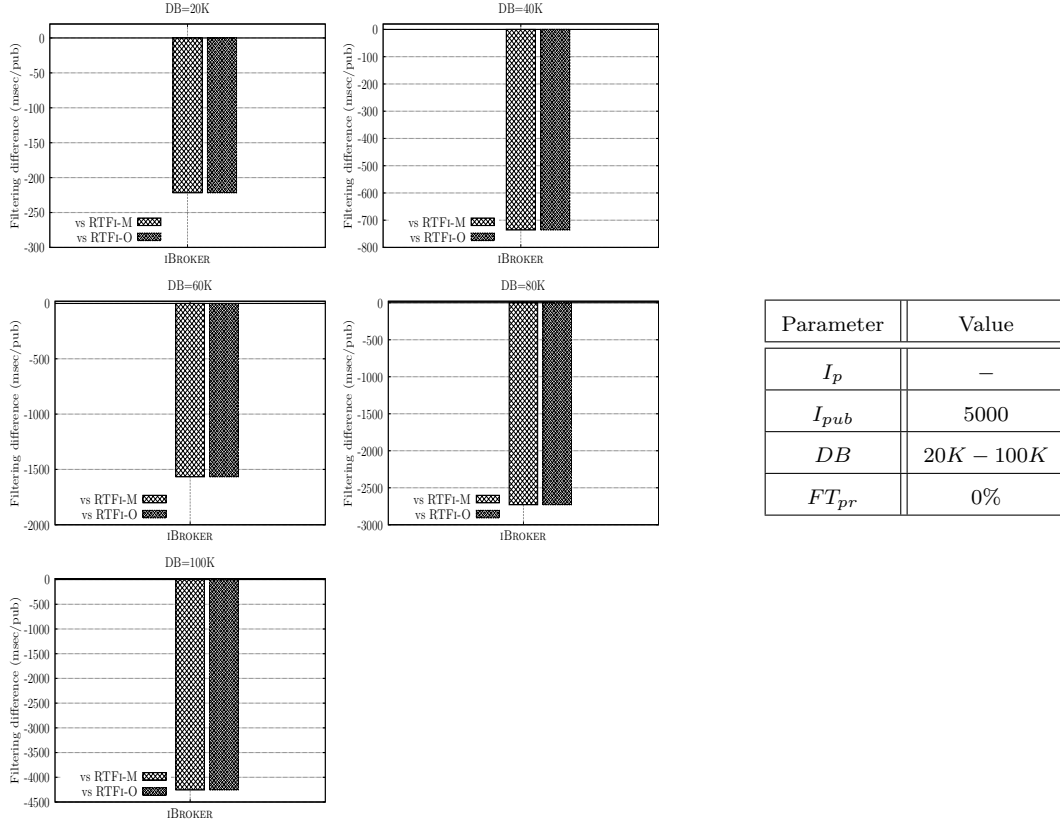 DB=20K
Filtering difference (msec/pub)
0
-50
-100
-150
-200
-250
-300
vs RTFI-M
vs RTFI-O
IBROKER
DB=40K
Filtering difference (msec/pub)
0
-100
-200
-300
-400
-500
-600
-700
-800
vs RTFI-M
vs RTFI-O
IBROKER
DB=60K
Filtering difference (msec/pub)
0
-500
-1000
-1500
-2000
vs RTFI-M
vs RTFI-O
IBROKER
DB=80K
Filtering difference (msec/pub)
0
-500
-1000
-1500
-2000
-2500
-3000
vs RTFI-M
vs RTFI-O
IBROKER
Parameter Value
I_p –
I_pub 5000
DB 20K – 100K
FT_pr 0%
DB=100K
Filtering difference (msec/pub)
0
-500
-1000
-1500
-2000
-2500
-3000
-3500
-4000
-4500
vs RTFI-M
vs RTFI-O
IBROKER